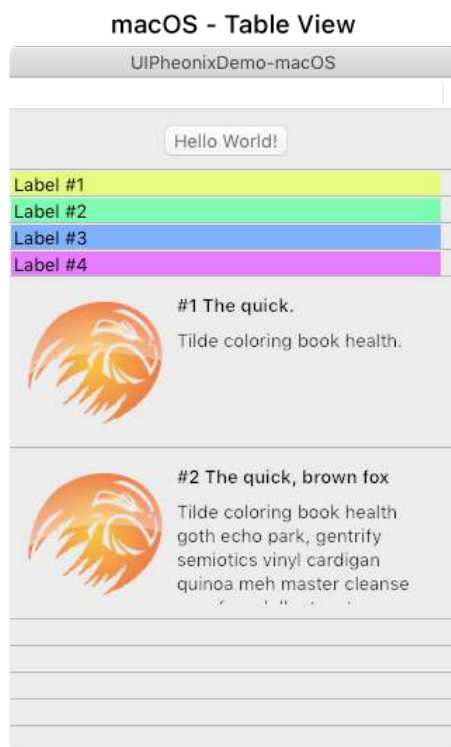 macOS - Table View
UIPheonixDemo-macOS
Hello World!
Label #1
Label #2
Label #3
Label #4
#1 The quick.
Tilde coloring book health.
#2 The quick, brown fox
Tilde coloring book health
goth echo park, gentrify
semiotics vinyl cardigan
quinoa meh master cleanse